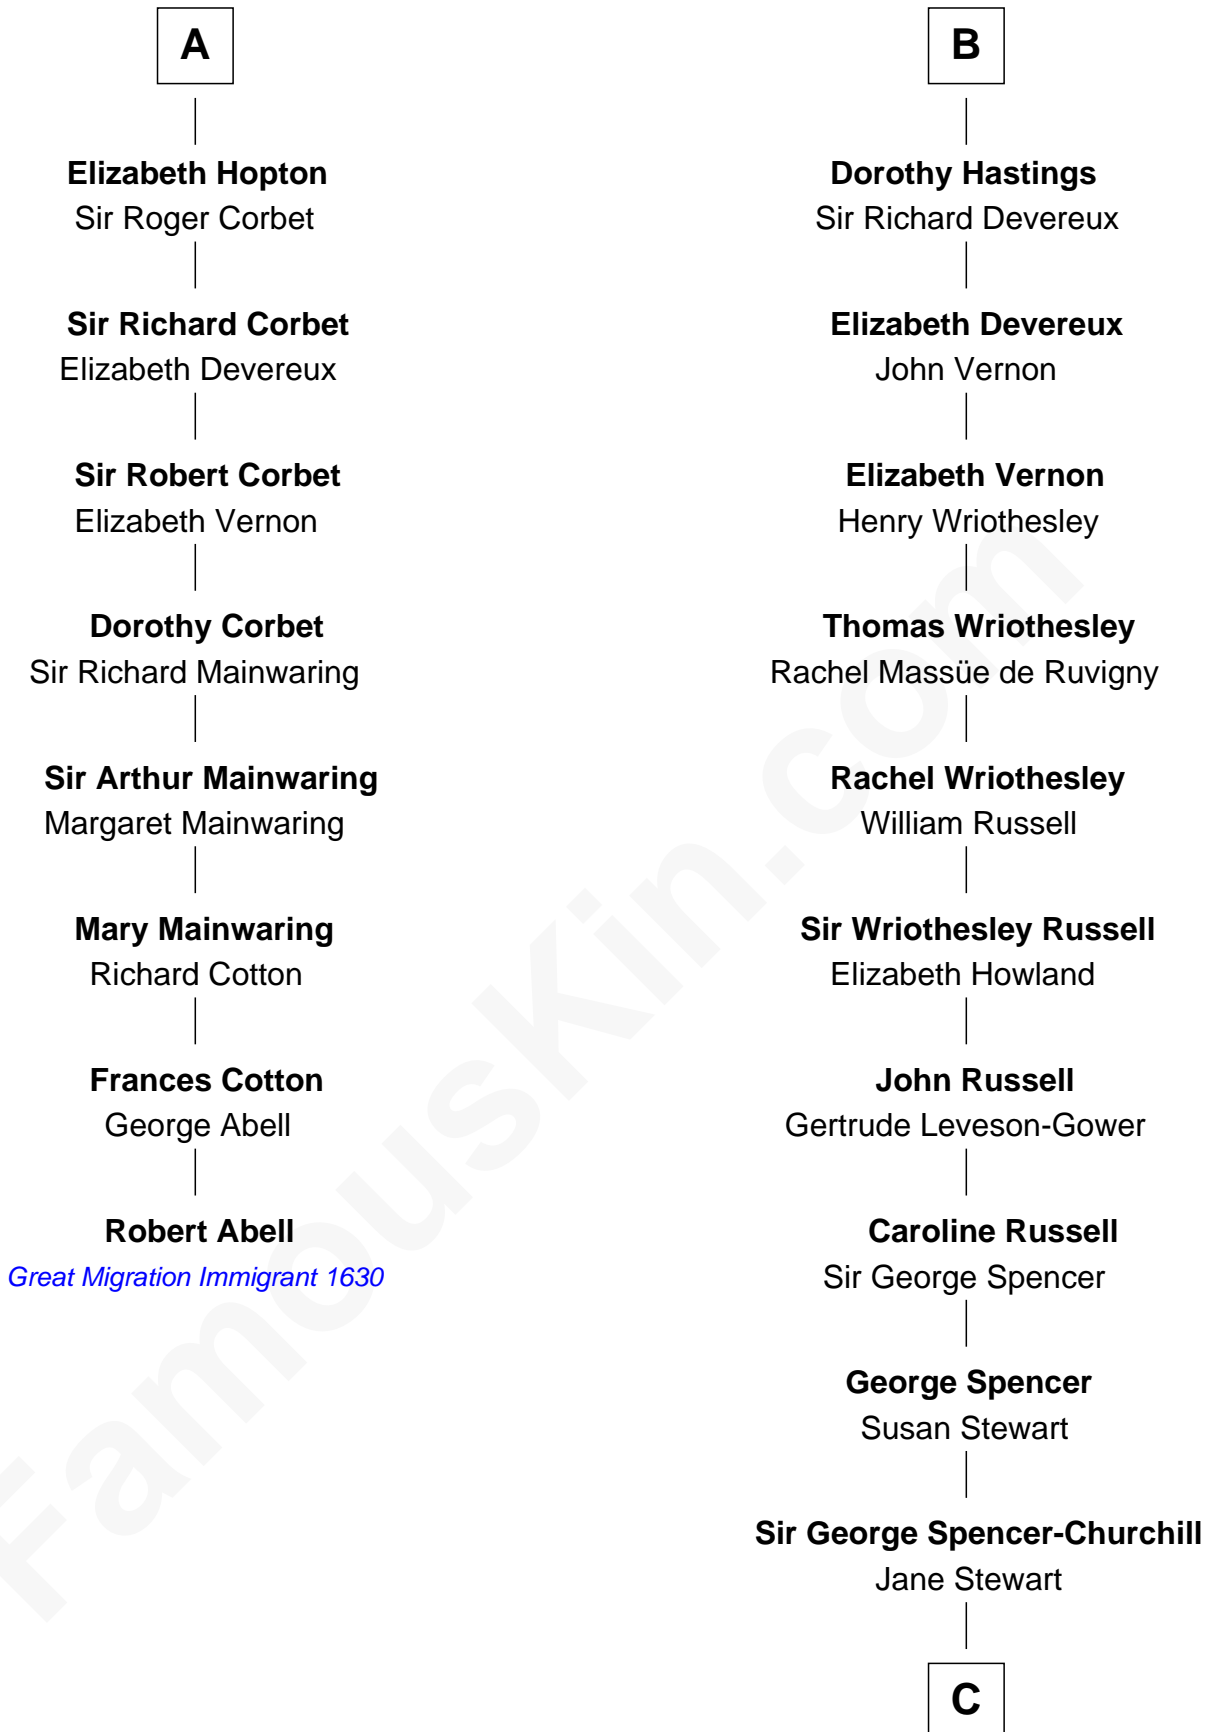 A
Elizabeth Hopton
Sir Roger Corbet
Sir Richard Corbet
Elizabeth Devereux
Sir Robert Corbet
Elizabeth Vernon
Dorothy Corbet
Sir Richard Mainwaring
Sir Arthur Mainwaring
Margaret Mainwaring
Mary Mainwaring
Richard Cotton
Frances Cotton
George Abell
Robert Abell
Great Migration Immigrant 1630
B
Dorothy Hastings
Sir Richard Devereux
Elizabeth Devereux
John Vernon
Elizabeth Vernon
Henry Wriothesley
Thomas Wriothesley
Rachel Massüe de Ruvigny
Rachel Wriothesley
William Russell
Sir Wriothesley Russell
Elizabeth Howland
John Russell
Gertrude Leveson-Gower
Caroline Russell
Sir George Spencer
George Spencer
Susan Stewart
Sir George Spencer-Churchill
Jane Stewart
C
FamousKin.com